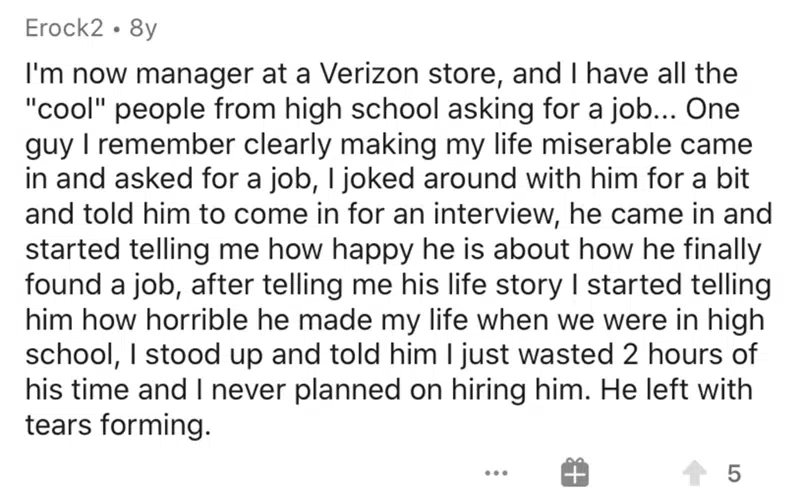 Erock2 • 8y
I'm now manager at a Verizon store, and I have all the
"cool" people from high school asking for a job... One
guy I remember clearly making my life miserable came
in and asked for a job, I joked around with him for a bit
and told him to come in for an interview, he came in and
started telling me how happy he is about how he finally
found a job, after telling me his life story I started telling
him how horrible he made my life when we were in high
school, I stood up and told him I just wasted 2 hours of
his time and I never planned on hiring him. He left with
tears forming.
5